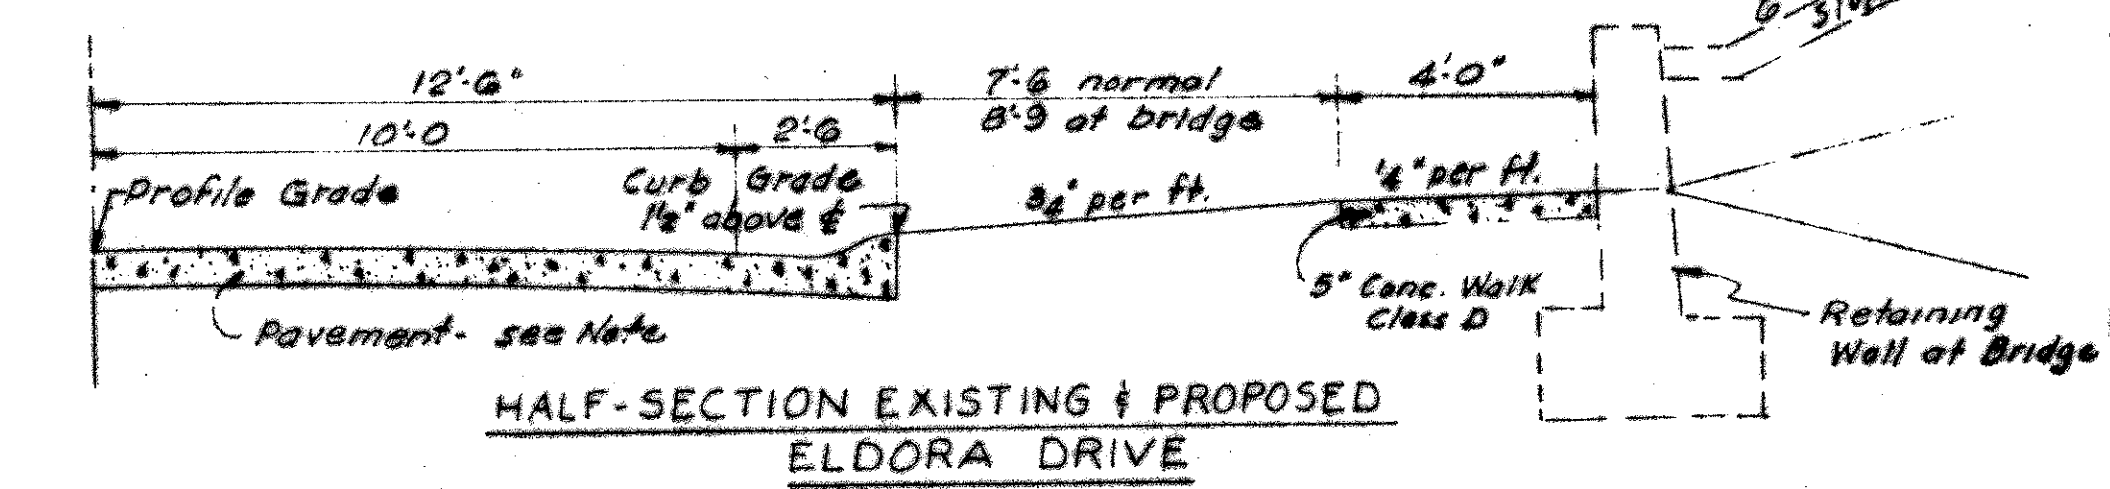 12'-6"
7'-6 normal
8'-9 at bridge
4'-0"
10'-0
2'-6
Profile Grade
Curb Grade
1½" above ℄
¾" per ft.
¼" per ft.
5" Conc. Walk
Class D
Pavement - see Note
Retaining
Wall at Bridge
HALF-SECTION EXISTING & PROPOSED
ELDORA DRIVE